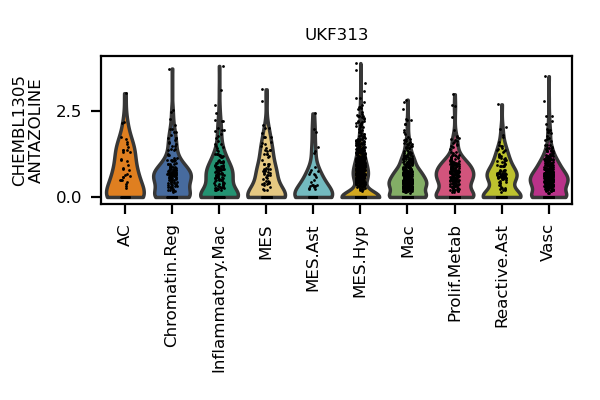 UKF313
CHEMBL1305
ANTAZOLINE
2.5
0.0
AC
Chromatin.Reg
Inflammatory.Mac
MES
MES.Ast
MES.Hyp
Mac
Prolif.Metab
Reactive.Ast
Vasc